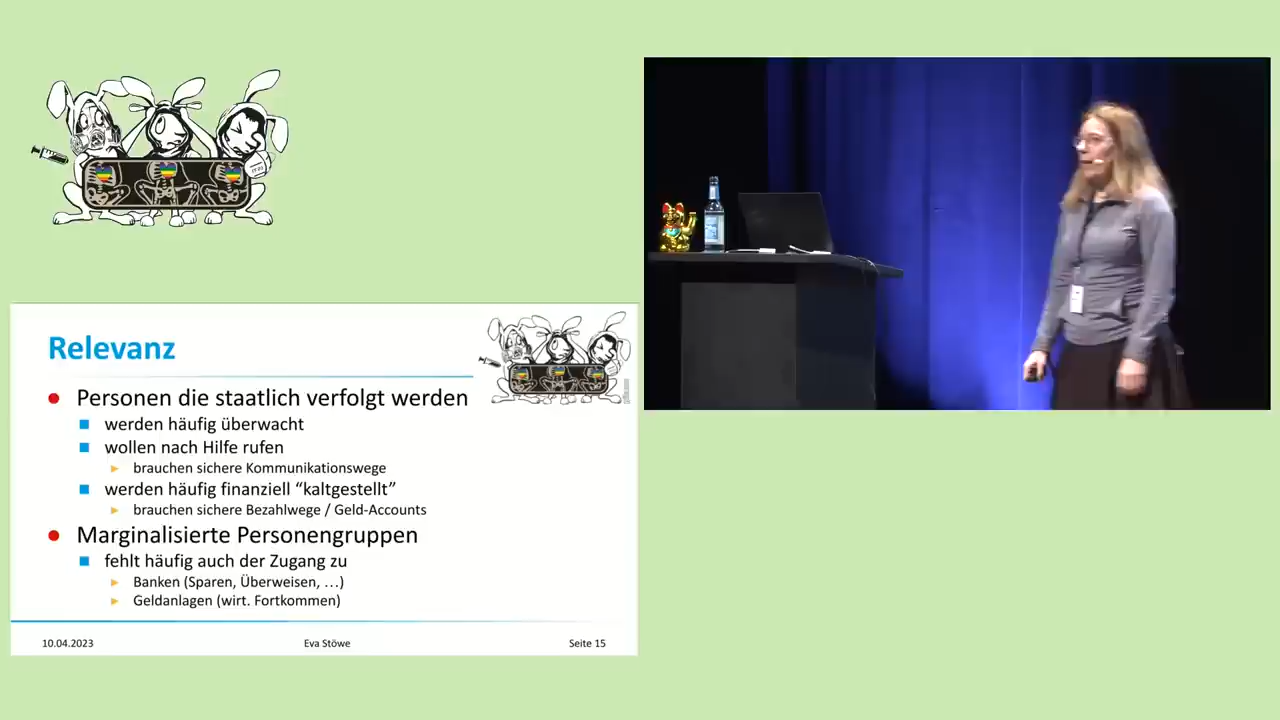 Relevanz
Personen die staatlich verfolgt werden
werden häufig überwacht
wollen nach Hilfe rufen
brauchen sichere Kommunikationswege
werden häufig finanziell “kaltgestellt”
brauchen sichere Bezahlwege / Geld-Accounts
Marginalisierte Personengruppen
fehlt häufig auch der Zugang zu
Banken (Sparen, Überweisen, …)
Geldanlagen (wirt. Fortkommen)
10.04.2023
Eva Stöwe
Seite 15